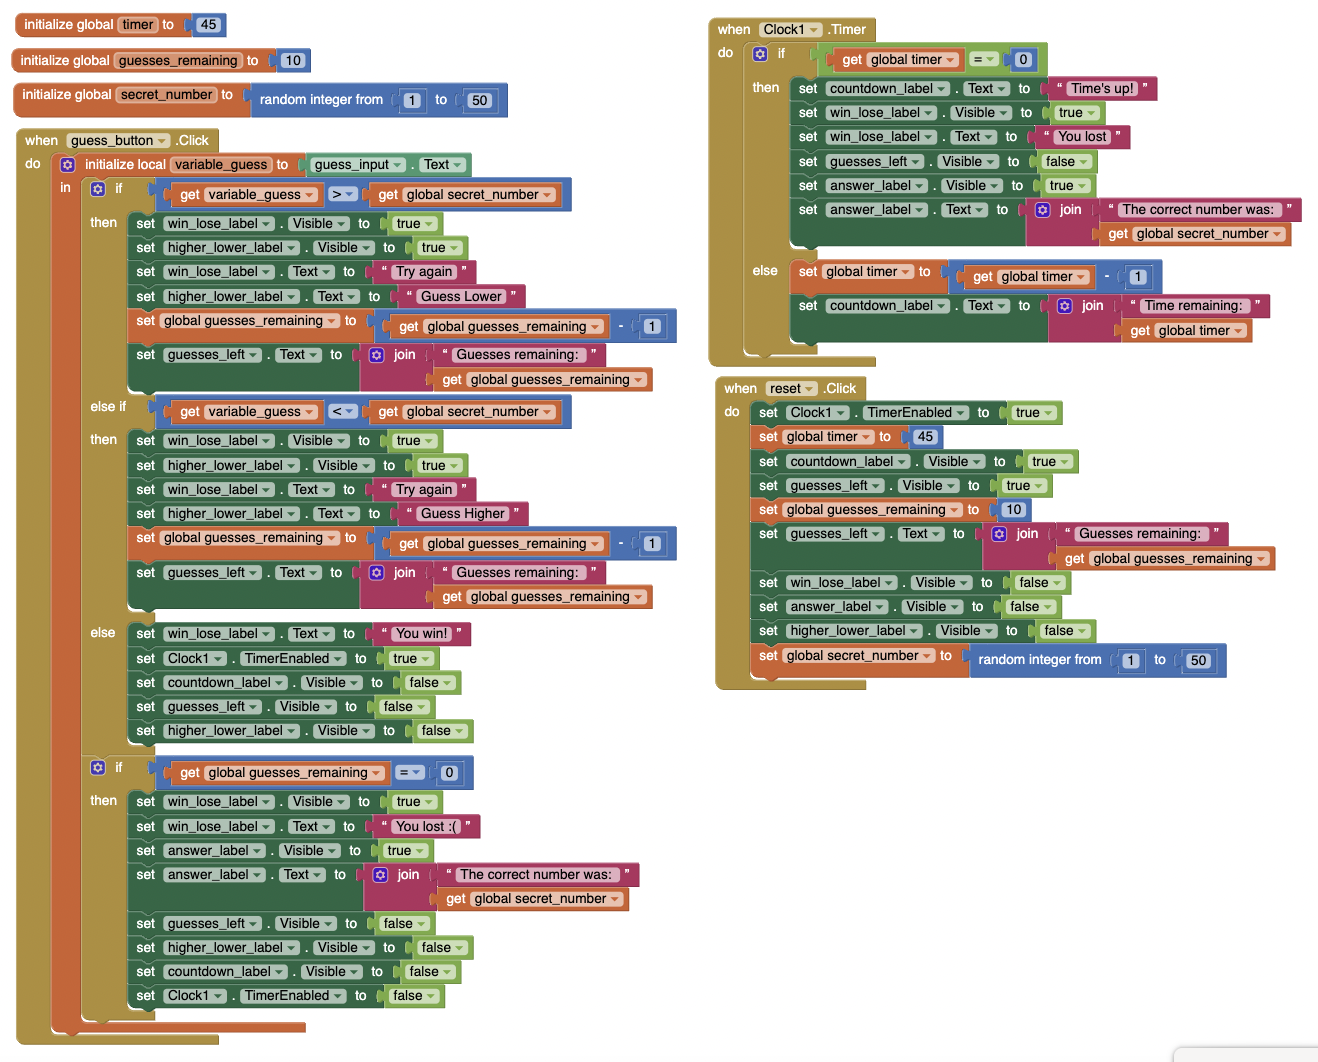 initialize global timer to 45
initialize global guesses_remaining to 10
initialize global secret_number to random integer from 1 to 50
when guess_button .Click
do initialize local variable_guess to guess_input . Text
in if get variable_guess > get global secret_number
then set win_lose_label . Visible to true
set higher_lower_label . Visible to true
set win_lose_label . Text to “ Try again ”
set higher_lower_label . Text to “ Guess Lower ”
set global guesses_remaining to get global guesses_remaining - 1
set guesses_left . Text to join “ Guesses remaining: ”
get global guesses_remaining
else if get variable_guess < get global secret_number
then set win_lose_label . Visible to true
set higher_lower_label . Visible to true
set win_lose_label . Text to “ Try again ”
set higher_lower_label . Text to “ Guess Higher ”
set global guesses_remaining to get global guesses_remaining - 1
set guesses_left . Text to join “ Guesses remaining: ”
get global guesses_remaining
else set win_lose_label . Text to “ You win! ”
set Clock1 . TimerEnabled to true
set countdown_label . Visible to false
set guesses_left . Visible to false
set higher_lower_label . Visible to false
if get global guesses_remaining = 0
then set win_lose_label . Visible to true
set win_lose_label . Text to “ You lost :( ”
set answer_label . Visible to true
set answer_label . Text to join “ The correct number was: ”
get global secret_number
set guesses_left . Visible to false
set higher_lower_label . Visible to false
set countdown_label . Visible to false
set Clock1 . TimerEnabled to false
when Clock1 .Timer
do if get global timer = 0
then set countdown_label . Text to “ Time's up! ”
set win_lose_label . Visible to true
set win_lose_label . Text to “ You lost ”
set guesses_left . Visible to false
set answer_label . Visible to true
set answer_label . Text to join “ The correct number was: ”
get global secret_number
else set global timer to get global timer - 1
set countdown_label . Text to join “ Time remaining: ”
get global timer
when reset .Click
do set Clock1 . TimerEnabled to true
set global timer to 45
set countdown_label . Visible to true
set guesses_left . Visible to true
set global guesses_remaining to 10
set guesses_left . Text to join “ Guesses remaining: ”
get global guesses_remaining
set win_lose_label . Visible to false
set answer_label . Visible to false
set higher_lower_label . Visible to false
set global secret_number to random integer from 1 to 50